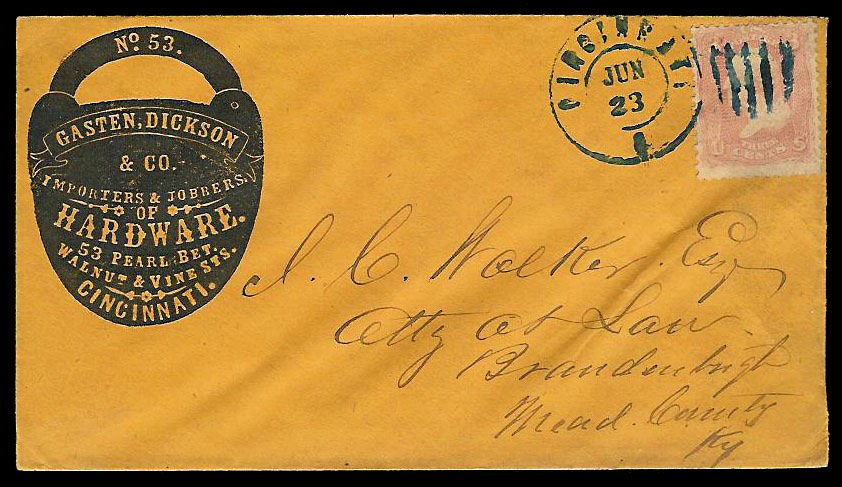 No. 53.
GASTEN, DICKSON
& CO.
IMPORTERS & JOBBERS.
OF
HARDWARE.
53 PEARL BET.
WALNUT & VINE STS.
CINCINNATI.
CINCINNATI
JUN
23
U THREE S
CENTS
J. C. Walker. Esq
Atty at Law.
Brandenburgh
Mead. County
Ky